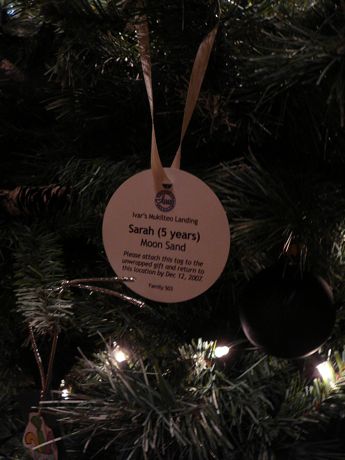 Ivar's Mukilteo Landing
Sarah (5 years)
Moon Sand
Please attach this tag to the
unwrapped gift and return to
this location by Dec 12, 2007
Family 503